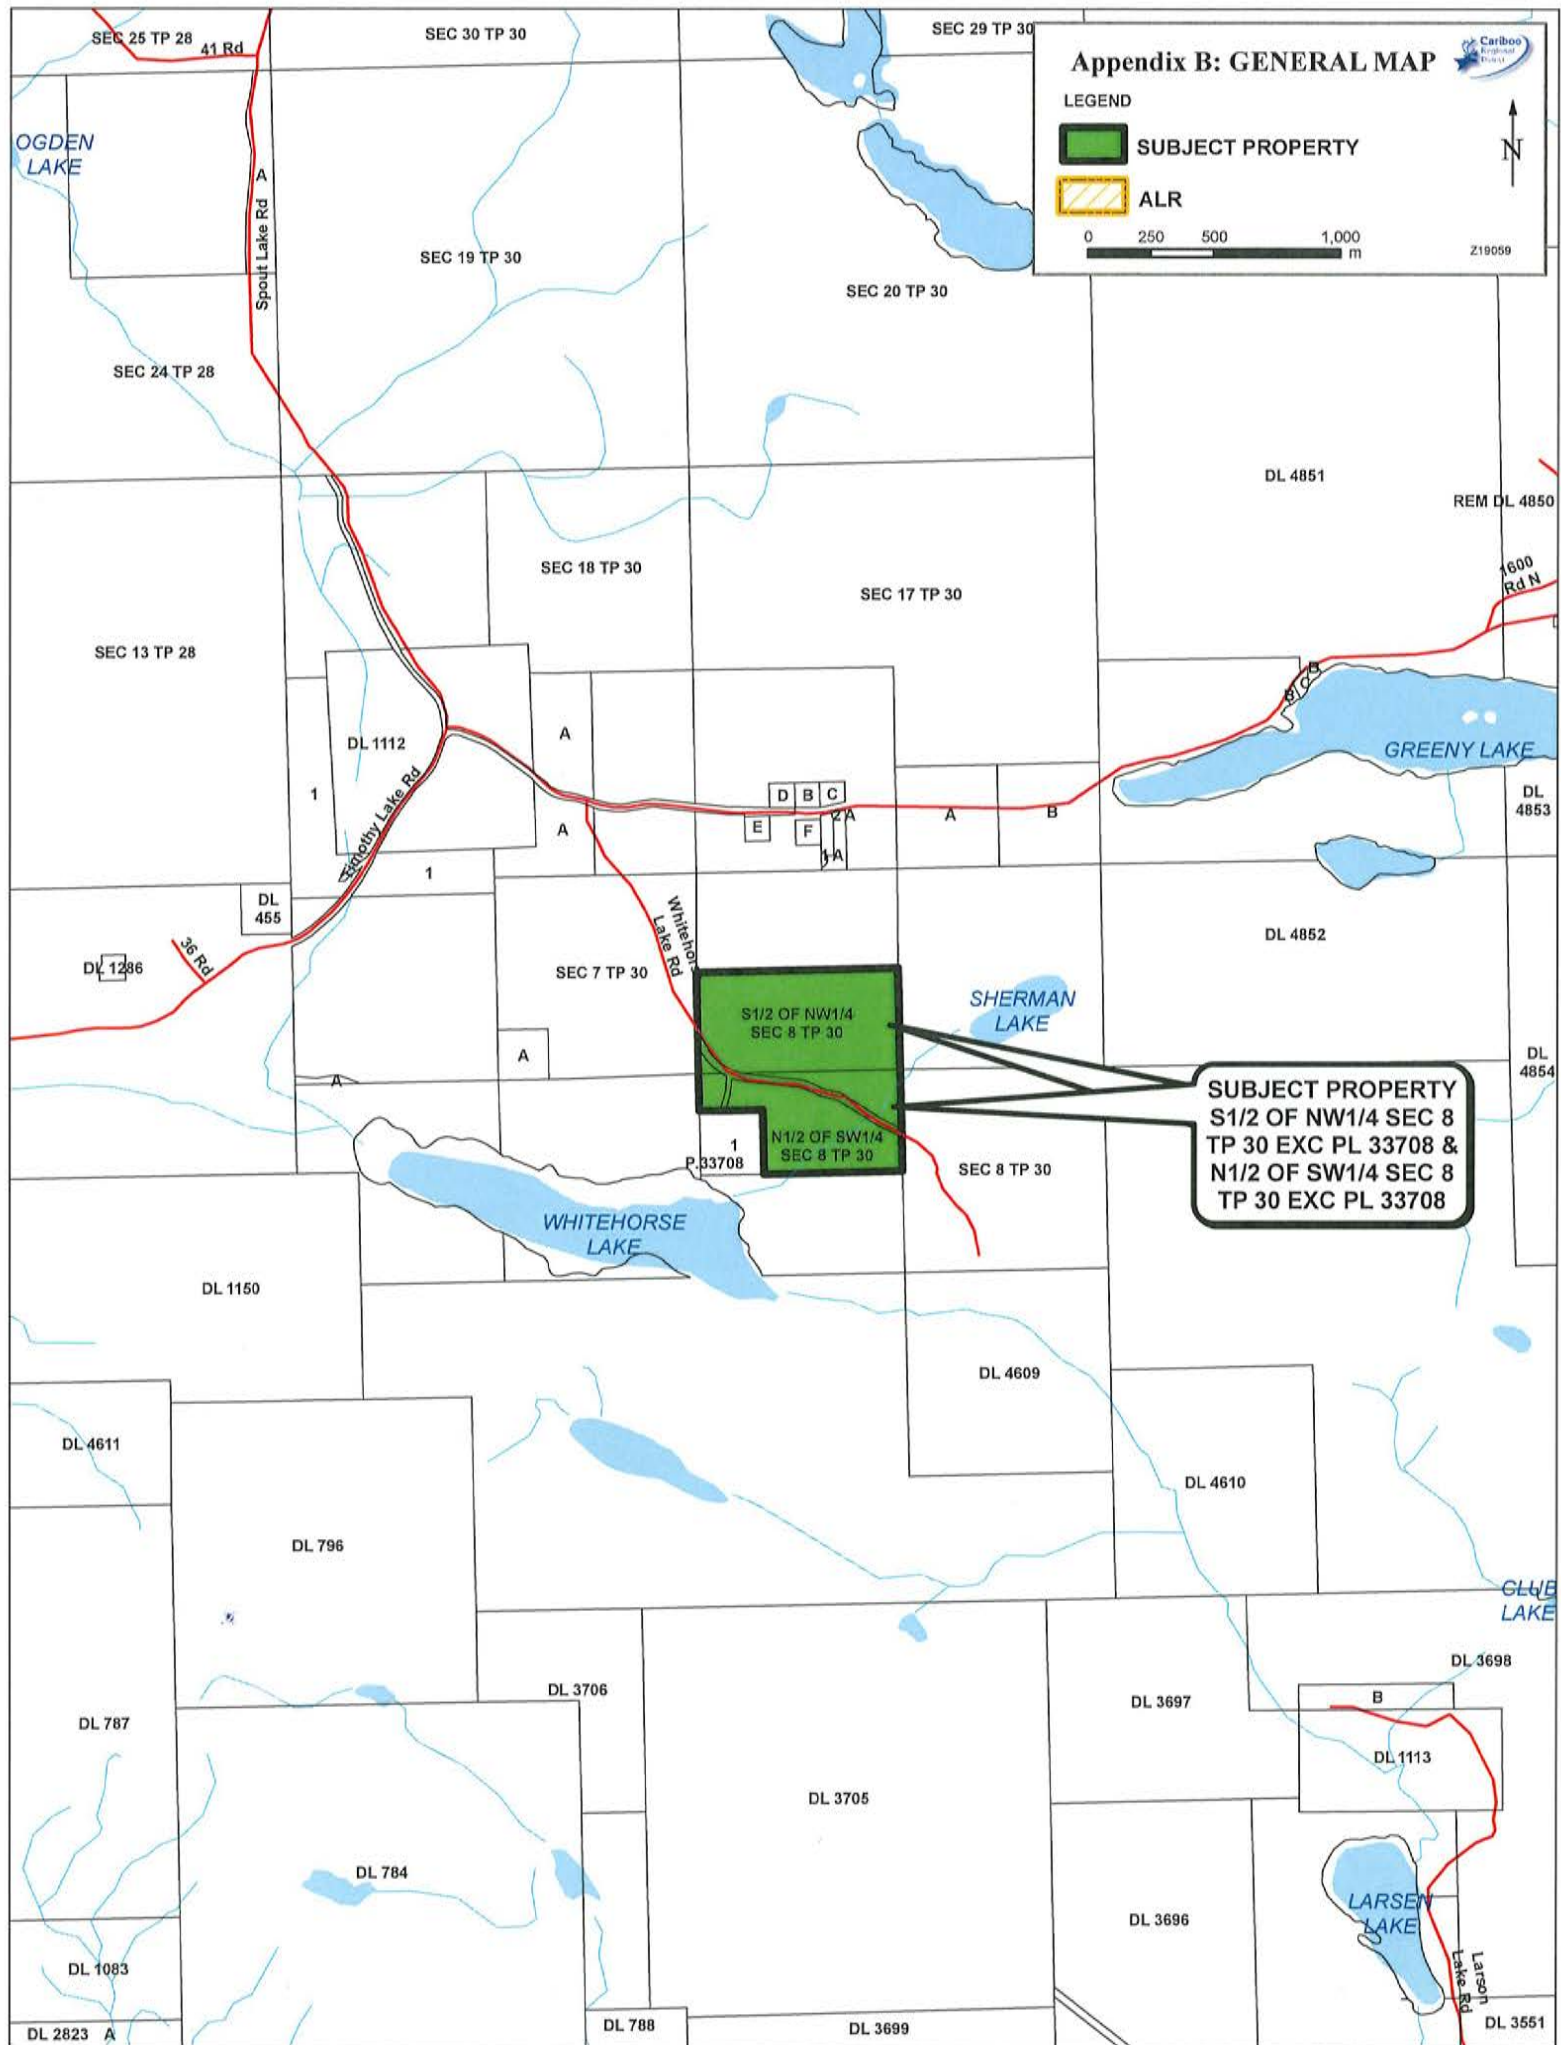 SEC 25 TP 28
41 Rd
SEC 30 TP 30
SEC 29 TP 30
Appendix B: GENERAL MAP
Cariboo
Regional
District
LEGEND
SUBJECT PROPERTY
ALR
N
0 250 500 1,000
m
Z19059
OGDEN
LAKE
A
Spout Lake Rd
SEC 19 TP 30
SEC 20 TP 30
SEC 24 TP 28
DL 4851
REM DL 4850
SEC 18 TP 30
SEC 17 TP 30
1600
Rd N
SEC 13 TP 28
B
C
B
DL 1112
A
GREENY LAKE
1
Timothy Lake Rd
D B C
DL
4853
E
F
2 A
A
B
A
1 A
1
DL
455
Whitehor
Lake Rd
DL 4852
36 Rd
DL 1286
SEC 7 TP 30
S1/2 OF NW1/4
SEC 8 TP 30
SHERMAN
LAKE
A
A
DL
4854
SUBJECT PROPERTY
S1/2 OF NW1/4 SEC 8
TP 30 EXC PL 33708 &
N1/2 OF SW1/4 SEC 8
TP 30 EXC PL 33708
1
P.33708
N1/2 OF SW1/4
SEC 8 TP 30
SEC 8 TP 30
WHITEHORSE
LAKE
DL 1150
DL 4609
DL 4611
DL 4610
DL 796
CLUB
LAKE
DL 3698
DL 3706
DL 3697
B
DL 787
DL 1113
DL 3705
DL 784
LARSEN
LAKE
DL 3696
DL 1083
Larson
Lake Rd
DL 2823 A
DL 788
DL 3699
DL 3551